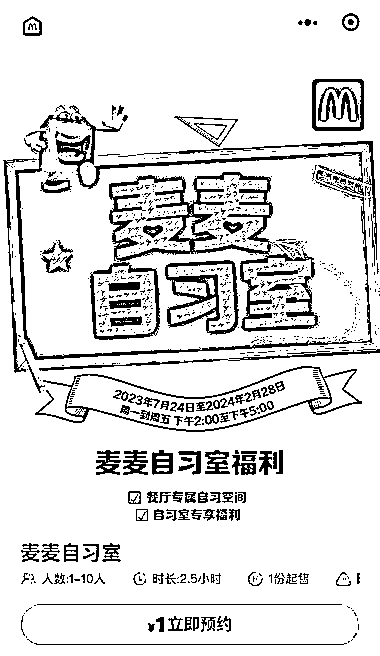 麦麦
自习室
2023年7月24日至2024年2月28日
周一到周五 下午2:00至下午5:00
麦麦自习室福利
餐厅专属自习空间
自习室专享福利
麦麦自习室
人数:1-10人 时长:2.5小时 1份起售
¥1立即预约